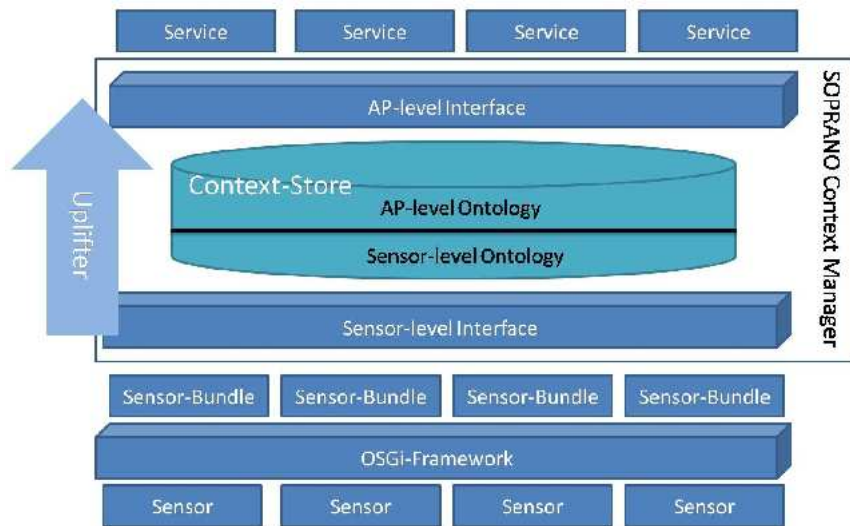 Service
Service
Service
Service
AP-level Interface
Context-Store
AP-level Ontology
Sensor-level Ontology
Sensor-level Interface
Uplifter
SOPRANO Context Manager
Sensor-Bundle
Sensor-Bundle
Sensor-Bundle
Sensor-Bundle
OSGi-Framework
Sensor
Sensor
Sensor
Sensor